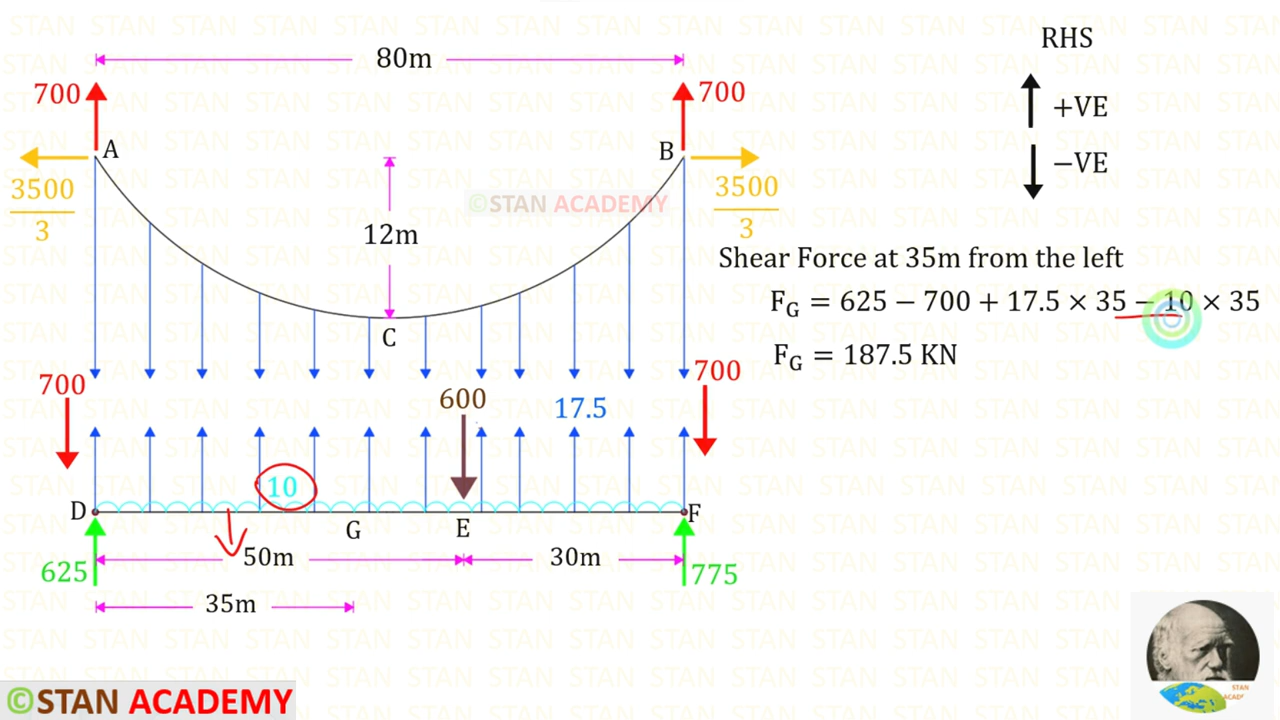 80m
RHS
700
700
+VE
A
B
−VE
3500
3
3500
3
©STAN ACADEMY
12m
Shear Force at 35m from the left
F_G = 625 − 700 + 17.5 × 35 − 10 × 35
C
F_G = 187.5 KN
700
700
600
17.5
10
D
F
G
E
625
50m
30m
775
35m
©STAN ACADEMY
STAN
ACADEMY